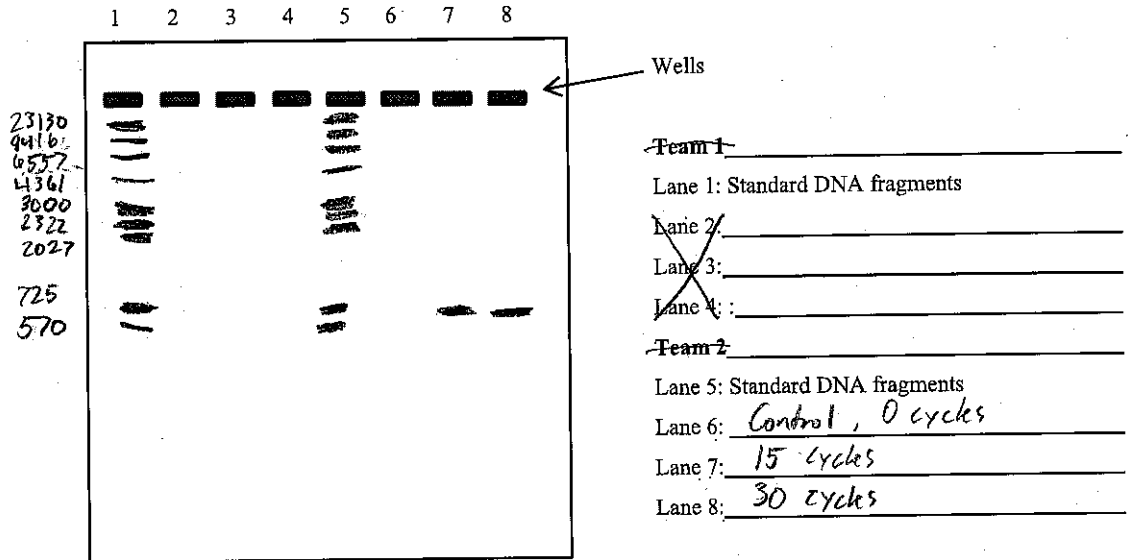 1 2 3 4 5 6 7 8
Wells
23130
9416
6557
4361
3000
2322
2027
725
570
Team 1
Lane 1: Standard DNA fragments
Lane 2:
Lane 3:
Lane 4: :
Team 2
Lane 5: Standard DNA fragments
Lane 6: Control, 0 cycles
Lane 7: 15 cycles
Lane 8: 30 cycles